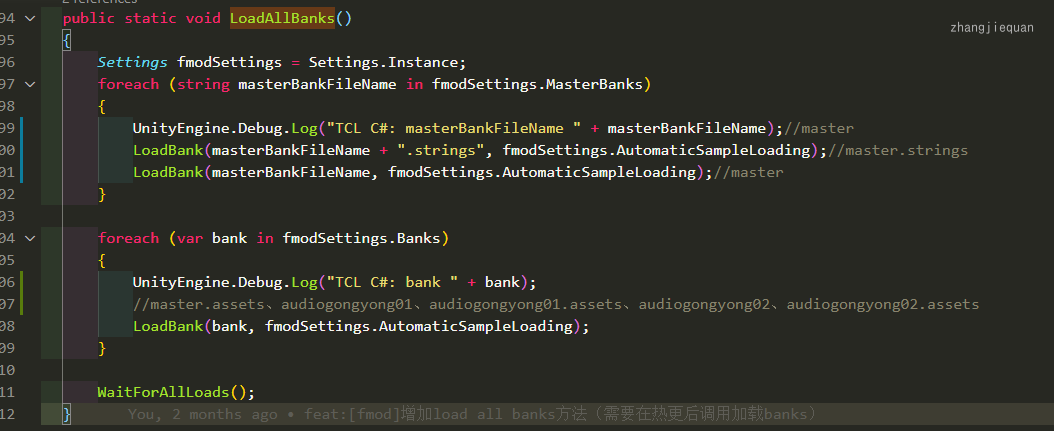 2 references
94 public static void LoadAllBanks()
zhangjiequan
95 {
96 Settings fmodSettings = Settings.Instance;
97 foreach (string masterBankFileName in fmodSettings.MasterBanks)
98 {
99 UnityEngine.Debug.Log("TCL C#: masterBankFileName " + masterBankFileName);//master
00 LoadBank(masterBankFileName + ".strings", fmodSettings.AutomaticSampleLoading);//master.strings
01 LoadBank(masterBankFileName, fmodSettings.AutomaticSampleLoading);//master
02 }
03
04 foreach (var bank in fmodSettings.Banks)
05 {
06 UnityEngine.Debug.Log("TCL C#: bank " + bank);
07 //master.assets、audiogongyong01、audiogongyong01.assets、audiogongyong02、audiogongyong02.assets
08 LoadBank(bank, fmodSettings.AutomaticSampleLoading);
09 }
10
11 WaitForAllLoads();
12 } You, 2 months ago • feat:[fmod]增加load all banks方法（需要在热更后调用加载banks）